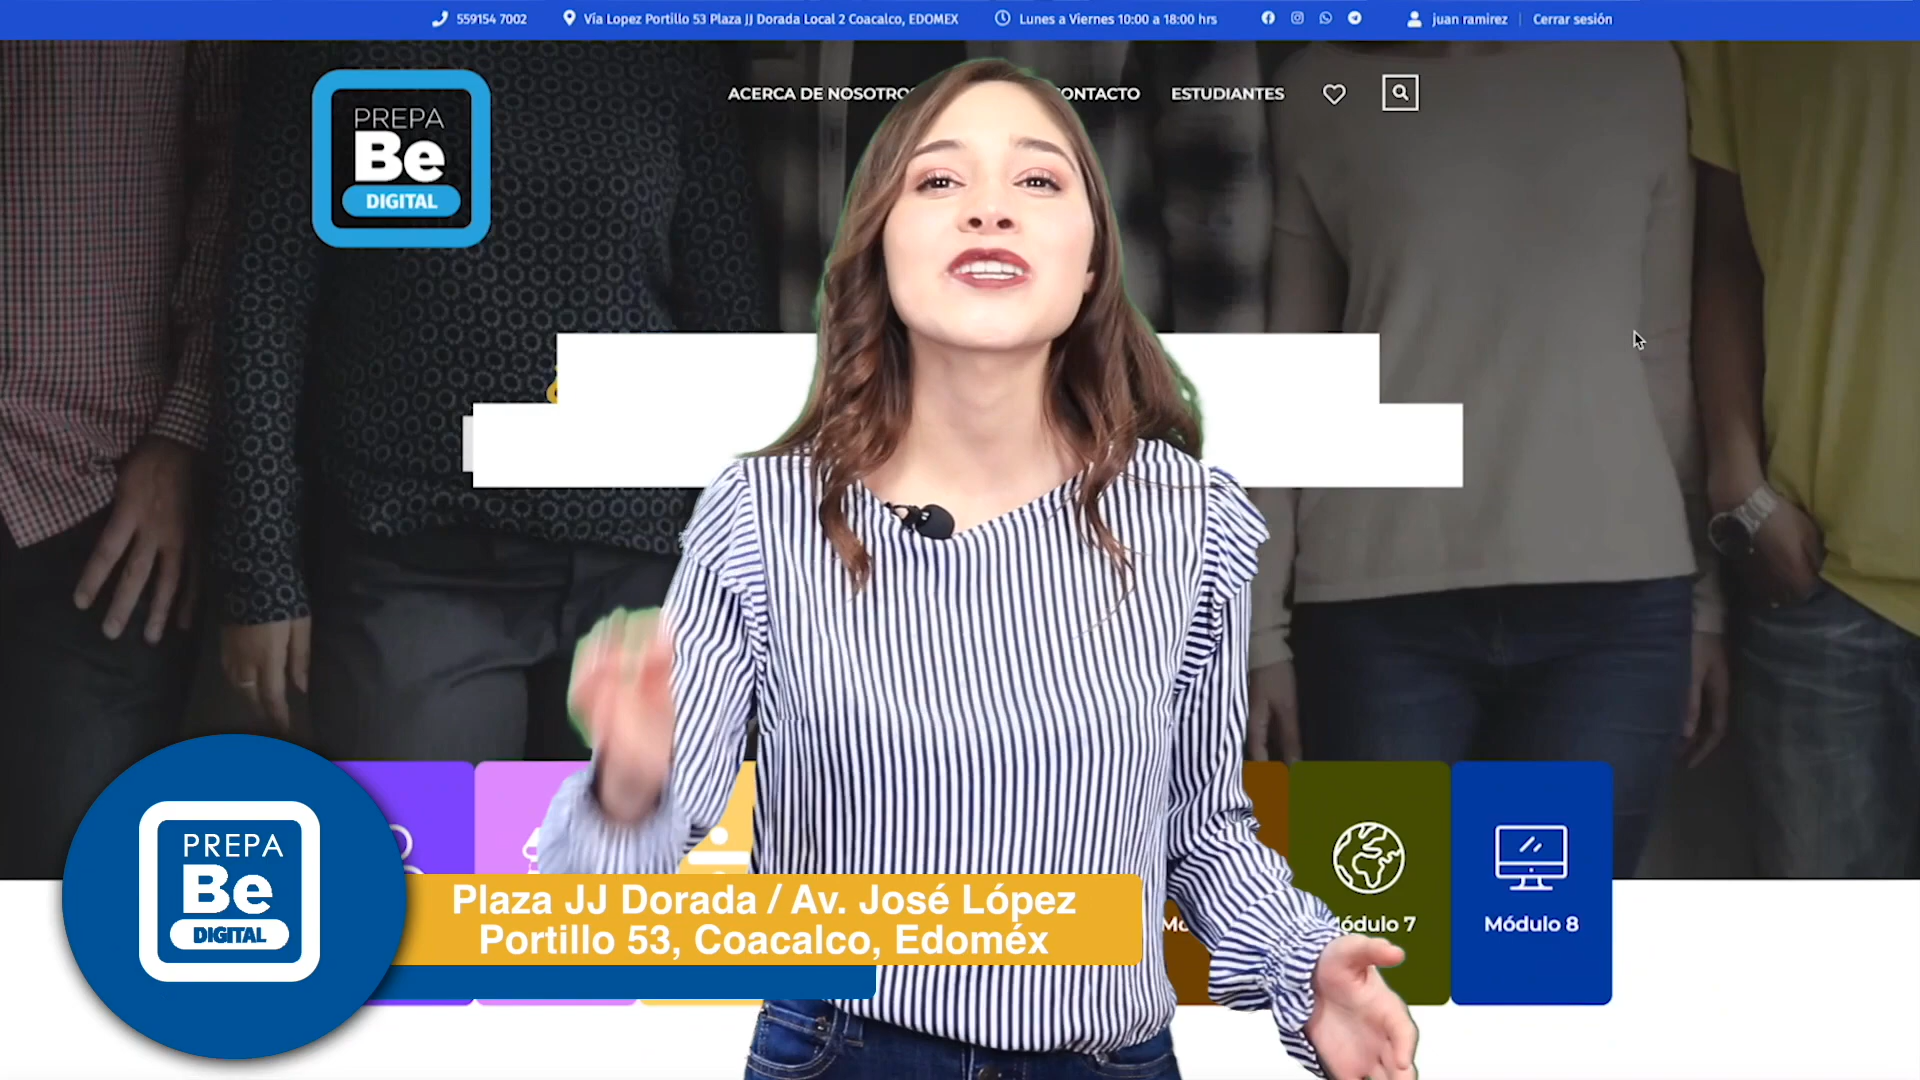 559154 7002
Vía Lopez Portillo 53 Plaza JJ Dorada Local 2 Coacalco, EDOMEX
Lunes a Viernes 10:00 a 18:00 hrs
juan ramirez | Cerrar sesión
PREPA
Be
DIGITAL
ACERCA DE NOSOTROS
CONTACTO
ESTUDIANTES
PREPA
Be
DIGITAL
Plaza JJ Dorada / Av. José López
Portillo 53, Coacalco, Edoméx
Módulo 7
Módulo 8